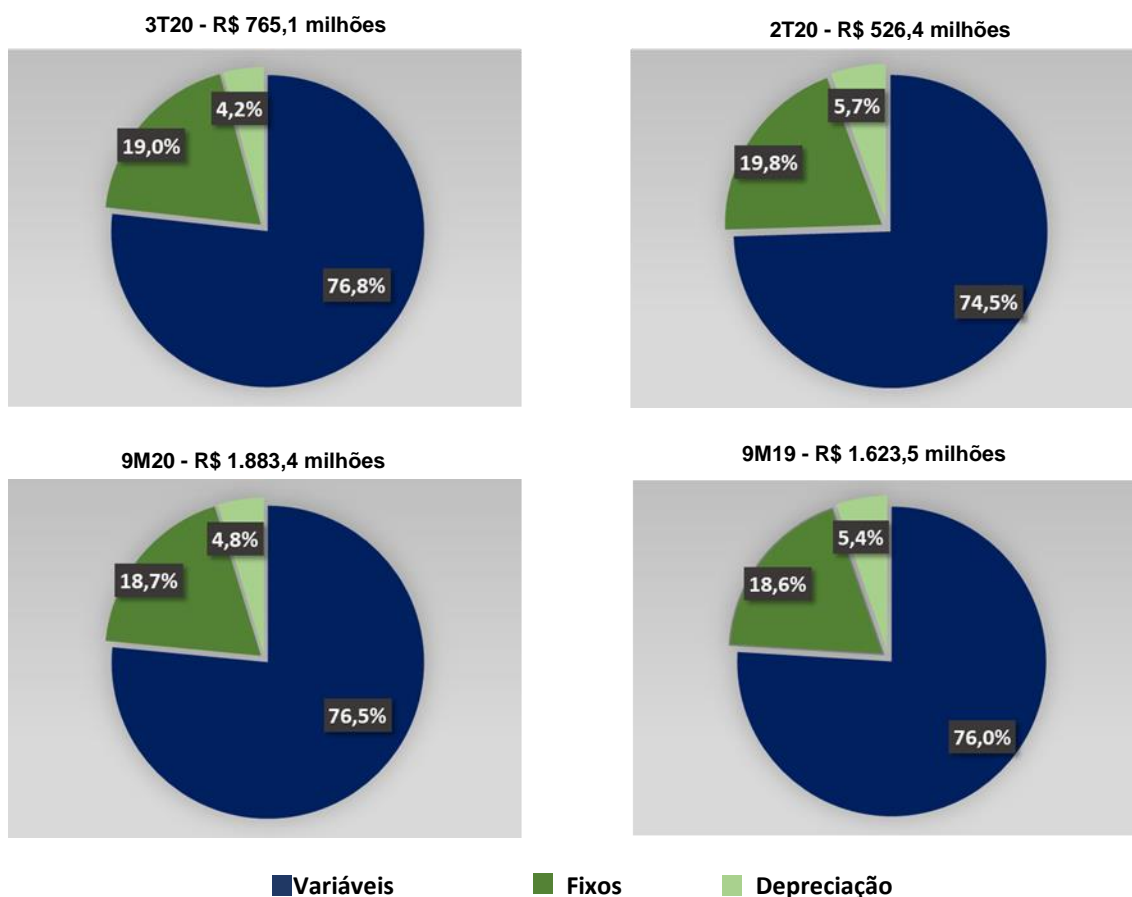 3T20 - R$ 765,1 milhões
4,2%
19,0%
76,8%
2T20 - R$ 526,4 milhões
5,7%
19,8%
74,5%
9M20 - R$ 1.883,4 milhões
4,8%
18,7%
76,5%
9M19 - R$ 1.623,5 milhões
5,4%
18,6%
76,0%
Variáveis Fixos Depreciação